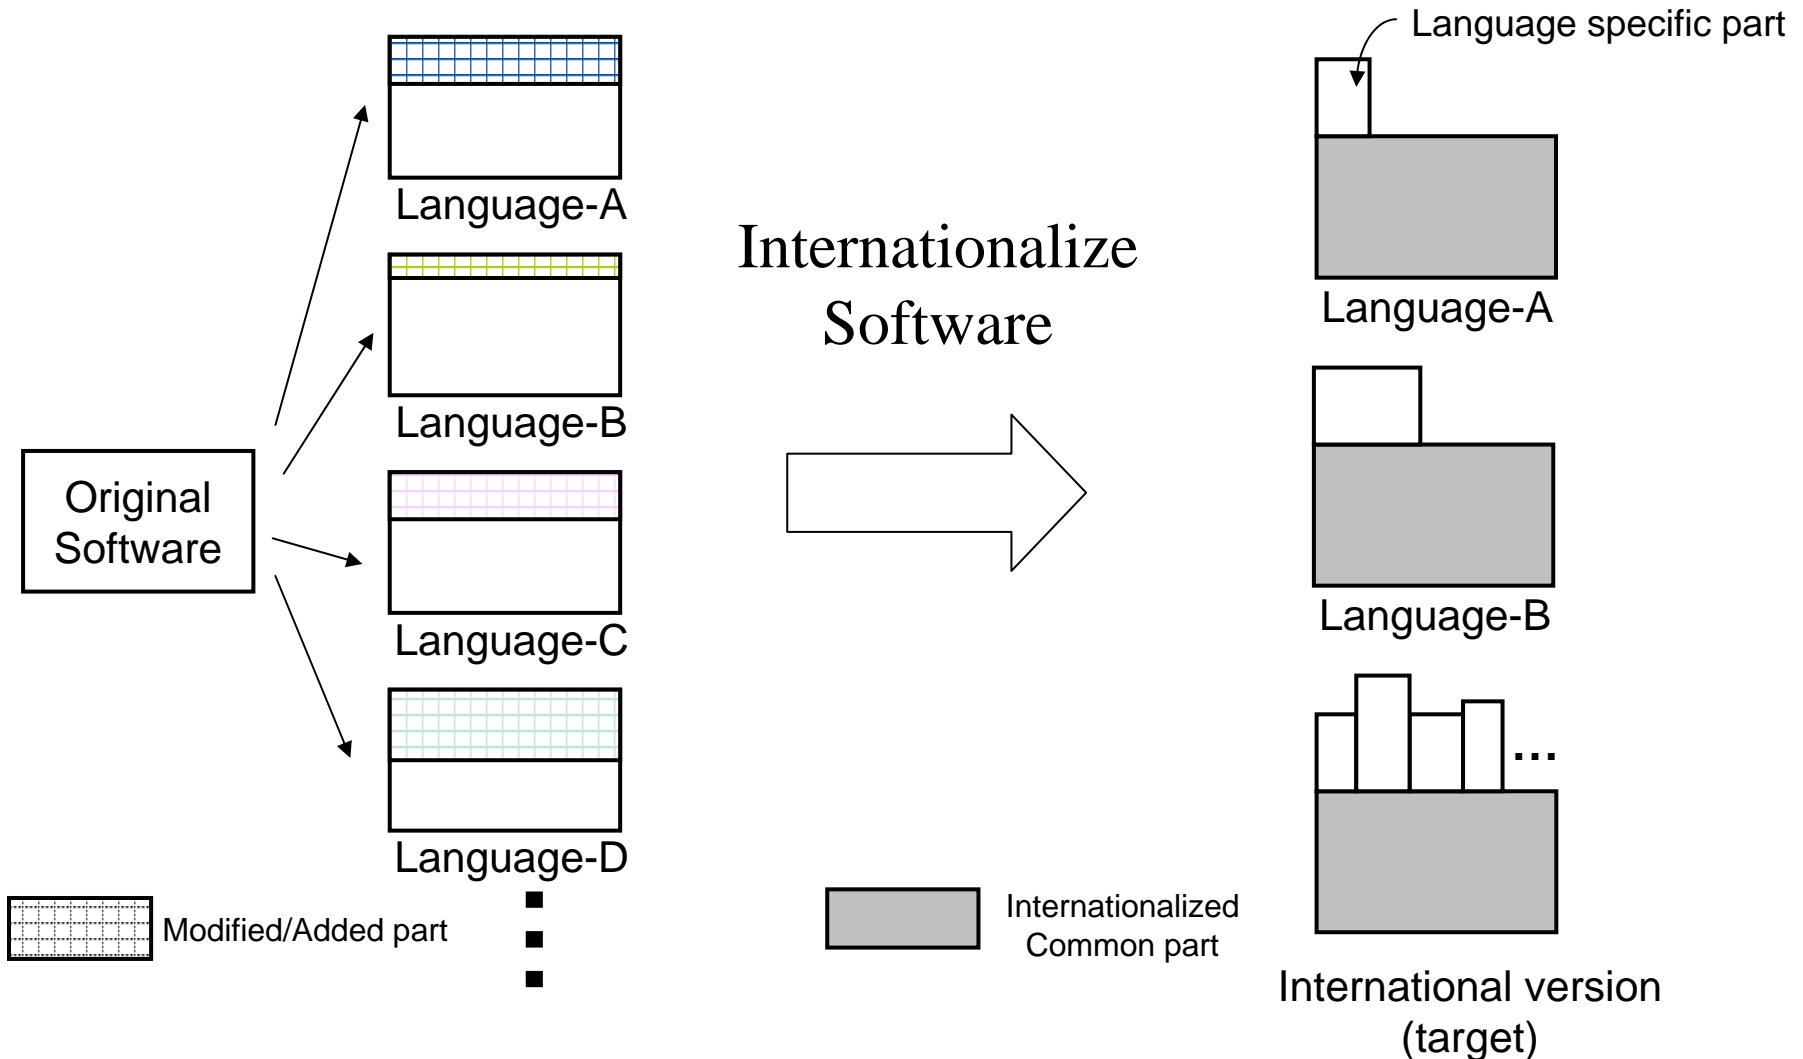 Language specific part
Language-A
Language-B
Language-C
Language-D
Original
Software
Modified/Added part
Internationalize
Software
Internationalized
Common part
Language-A
Language-B
...
International version
(target)